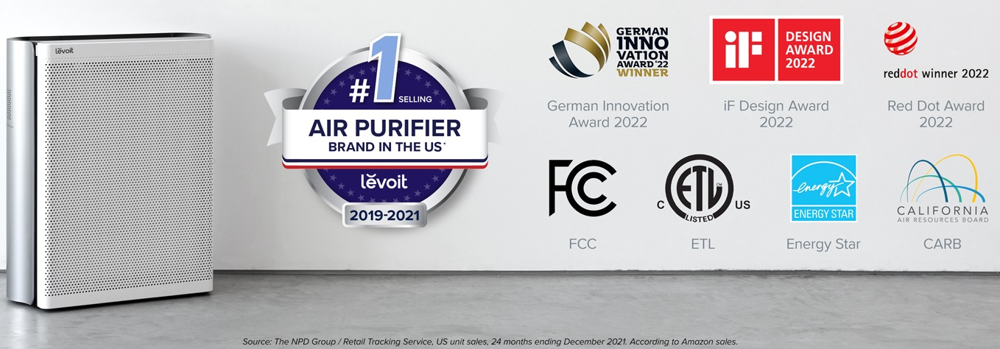 levoit
#1
SELLING
AIR PURIFIER
BRAND IN THE US*
levoit
2019-2021
GERMAN
INNO
VATION
AWARD '22
WINNER
German Innovation
Award 2022
iF
DESIGN
AWARD
2022
iF Design Award
2022
reddot winner 2022
Red Dot Award
2022
FCC
FCC
C ETL CM US
LISTED
ETL
energy
ENERGY STAR
Energy Star
CALIFORNIA
AIR RESOURCES BOARD
CARB
Source: The NPD Group / Retail Tracking Service, US unit sales, 24 months ending December 2021. According to Amazon sales.